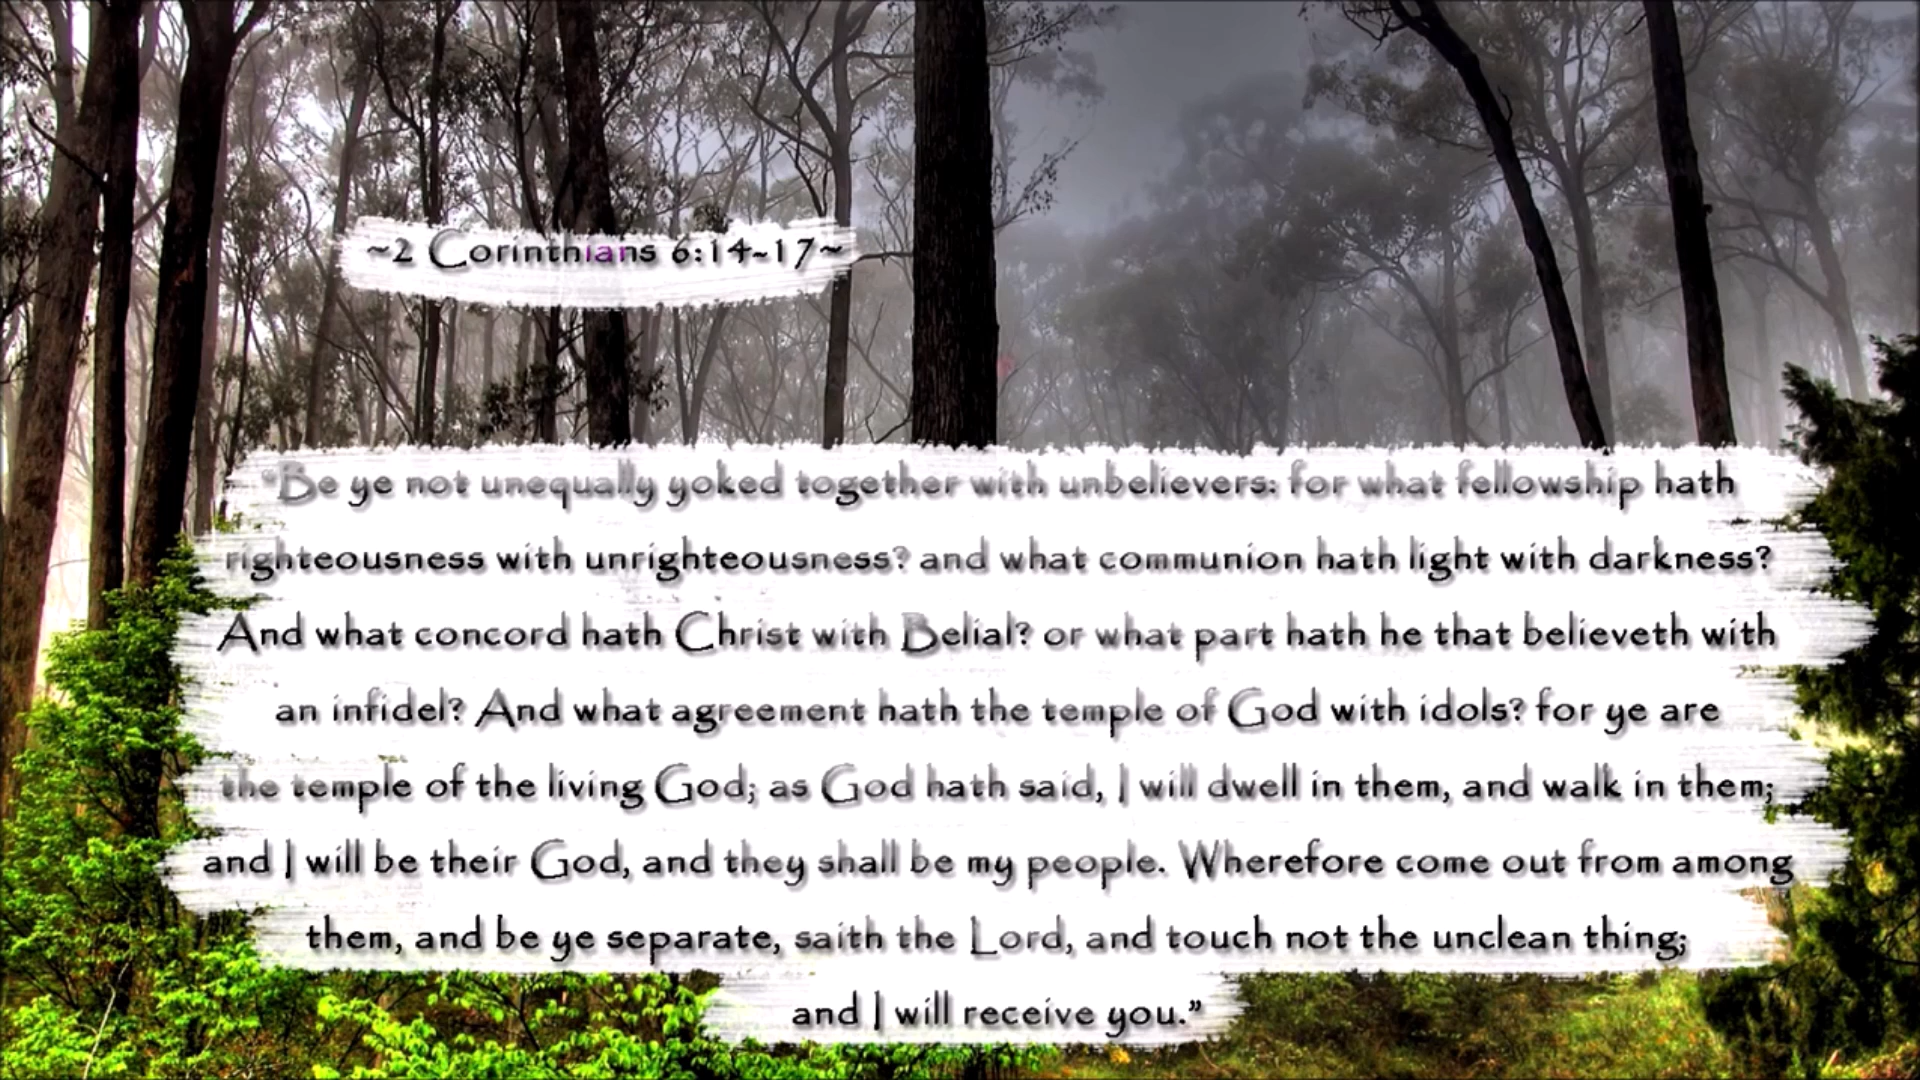 ~2 Corinthians 6:14~17~
"Be ye not unequally yoked together with unbelievers: for what fellowship hath
righteousness with unrighteousness? and what communion hath light with darkness?
And what concord hath Christ with Belial? or what part hath he that believeth with
an infidel? And what agreement hath the temple of God with idols? for ye are
the temple of the living God; as God hath said, I will dwell in them, and walk in them;
and I will be their God, and they shall be my people. Wherefore come out from among
them, and be ye separate, saith the Lord, and touch not the unclean thing;
and I will receive you.”